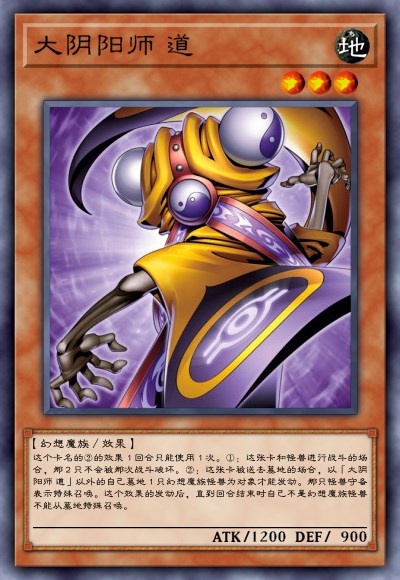 大阴阳师 道
地
【幻想魔族／效果】
这个卡名的②的效果1回合只能使用1次。①：这张卡和怪兽进行战斗的场
合，那2只不会被那次战斗破坏。②：这张卡被送去墓地的场合，以「大阴
阳师 道」以外的自己墓地1只幻想魔族怪兽为对象才能发动。那只怪兽守备
表示特殊召唤。这个效果的发动后，直到回合结束时自己不是幻想魔族怪兽
不能从墓地特殊召唤。
ATK/1200 DEF/ 900